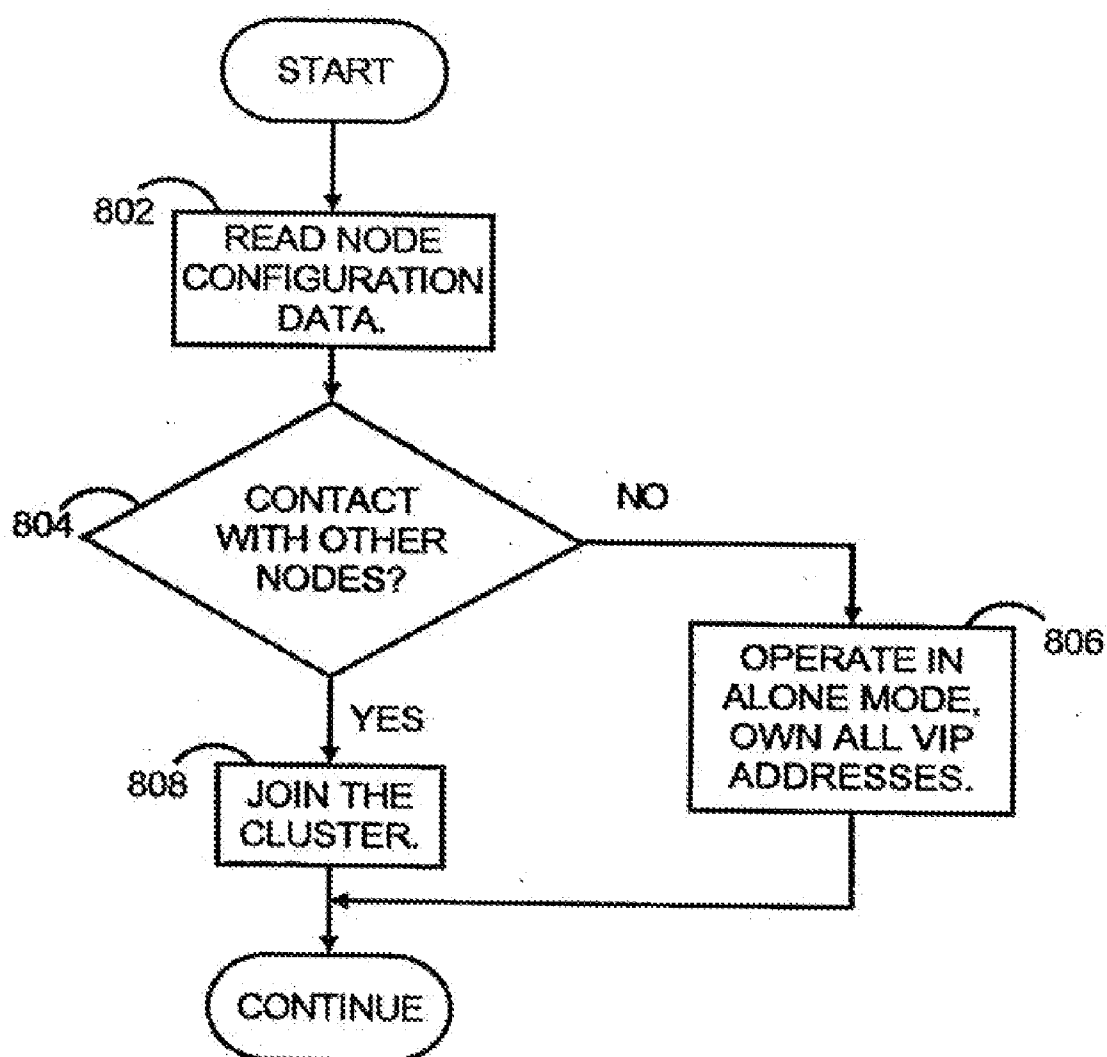 START
802
READ NODE
CONFIGURATION
DATA.
804
CONTACT
WITH OTHER
NODES?
NO
806
OPERATE IN
ALONE MODE,
OWN ALL VIP
ADDRESSES.
YES
808
JOIN THE
CLUSTER.
CONTINUE